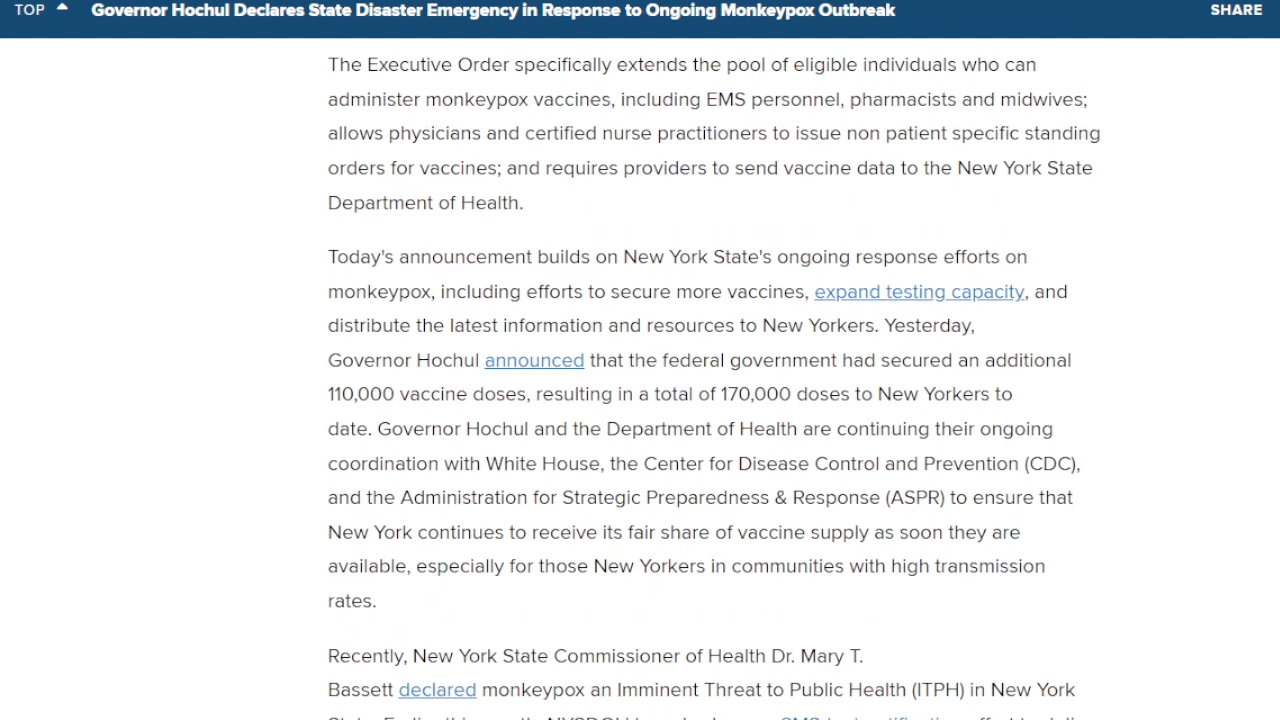 TOP Governor Hochul Declares State Disaster Emergency in Response to Ongoing Monkeypox Outbreak SHARE
The Executive Order specifically extends the pool of eligible individuals who can
administer monkeypox vaccines, including EMS personnel, pharmacists and midwives;
allows physicians and certified nurse practitioners to issue non patient specific standing
orders for vaccines; and requires providers to send vaccine data to the New York State
Department of Health.
Today's announcement builds on New York State's ongoing response efforts on
monkeypox, including efforts to secure more vaccines, expand testing capacity, and
distribute the latest information and resources to New Yorkers. Yesterday,
Governor Hochul announced that the federal government had secured an additional
110,000 vaccine doses, resulting in a total of 170,000 doses to New Yorkers to
date. Governor Hochul and the Department of Health are continuing their ongoing
coordination with White House, the Center for Disease Control and Prevention (CDC),
and the Administration for Strategic Preparedness & Response (ASPR) to ensure that
New York continues to receive its fair share of vaccine supply as soon they are
available, especially for those New Yorkers in communities with high transmission
rates.
Recently, New York State Commissioner of Health Dr. Mary T.
Bassett declared monkeypox an Imminent Threat to Public Health (ITPH) in New York